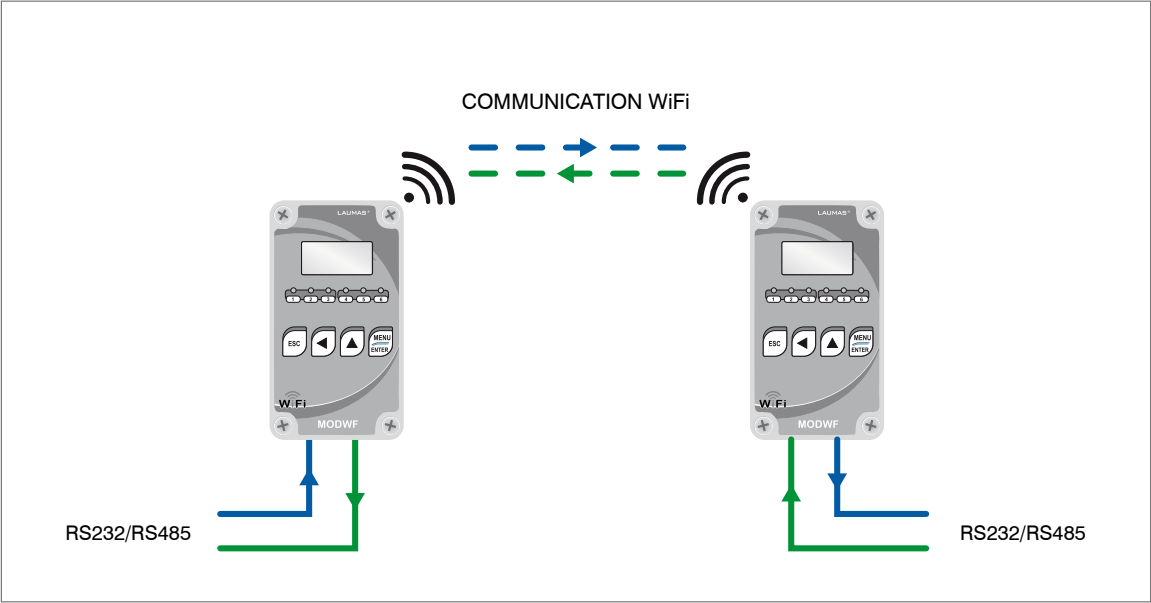 COMMUNICATION WiFi
LAUMAS®
1 2 3 4 5 6
ESC
MENU
ENTER
WiFi
MODWF
LAUMAS®
1 2 3 4 5 6
ESC
MENU
ENTER
WiFi
MODWF
RS232/RS485
RS232/RS485